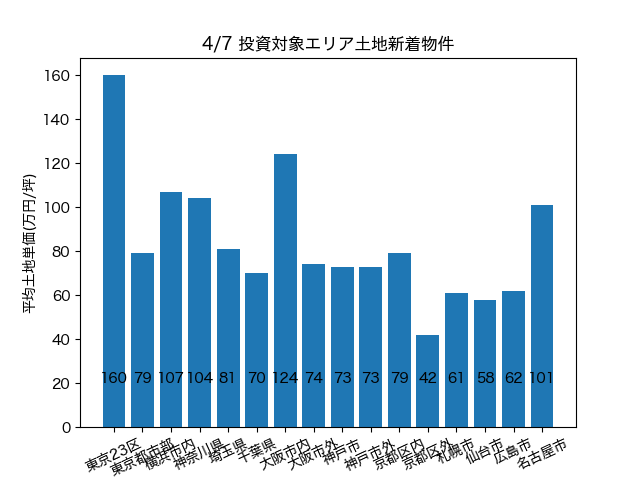 4/7 投資対象エリア土地新着物件
平均土地単価(万円/坪)
160
140
120
100
80
60
40
20
0
160 79 107 104 81 70 124 74 73 73 79 42 61 58 62 101
東京23区
東京都市部
横浜市内
神奈川県
埼玉県
千葉県
大阪市内
大阪市外
神戸市
神戸市外
京都区内
京都区外
札幌市
仙台市
広島市
名古屋市